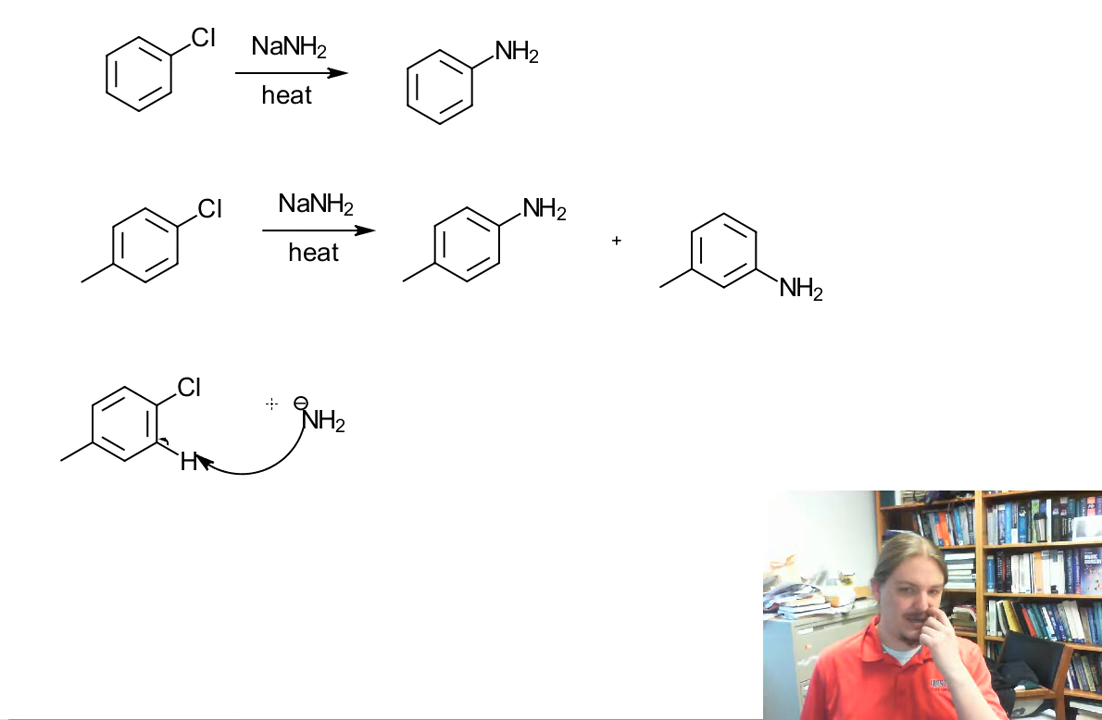 Cl NaNH₂ NH₂
heat
Cl NaNH₂ NH₂
heat + NH₂
Cl
⊖
NH₂
H